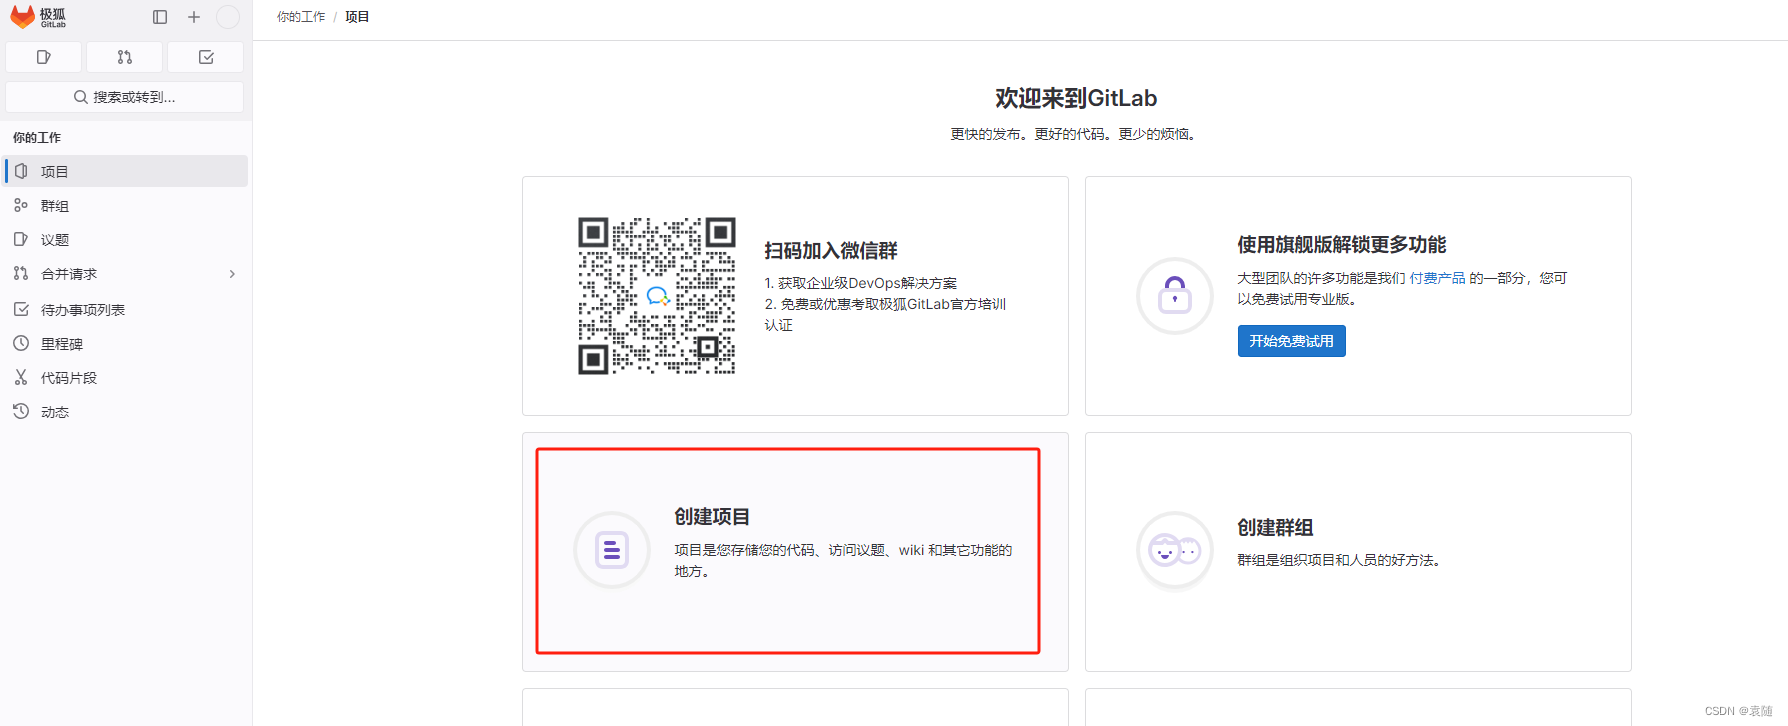 极狐
GitLab
你的工作 / 项目
搜索或转到...
你的工作
项目
群组
议题
合并请求
待办事项列表
里程碑
代码片段
动态
欢迎来到GitLab
更快的发布。更好的代码。更少的烦恼。
扫码加入微信群
1. 获取企业级DevOps解决方案
2. 免费或优惠考取极狐GitLab官方培训
认证
使用旗舰版解锁更多功能
大型团队的许多功能是我们 付费产品 的一部分，您可
以免费试用专业版。
开始免费试用
创建项目
项目是您存储您的代码、访问议题、wiki 和其它功能的
地方。
创建群组
群组是组织项目和人员的好方法。
CSDN @袁随